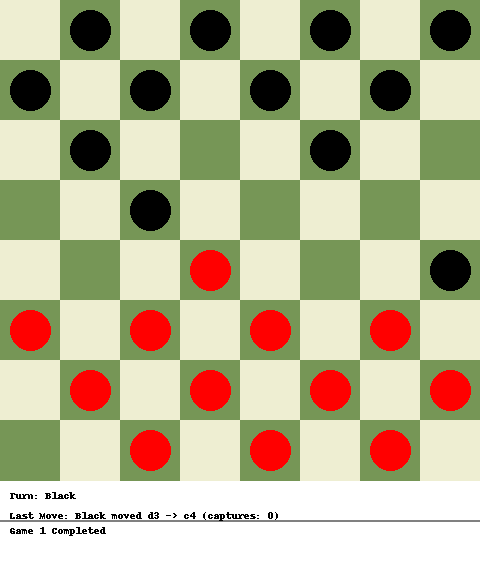 Turn: Black
Last Move: Black moved d3 -> c4 (captures: 0)
Game 1 Completed